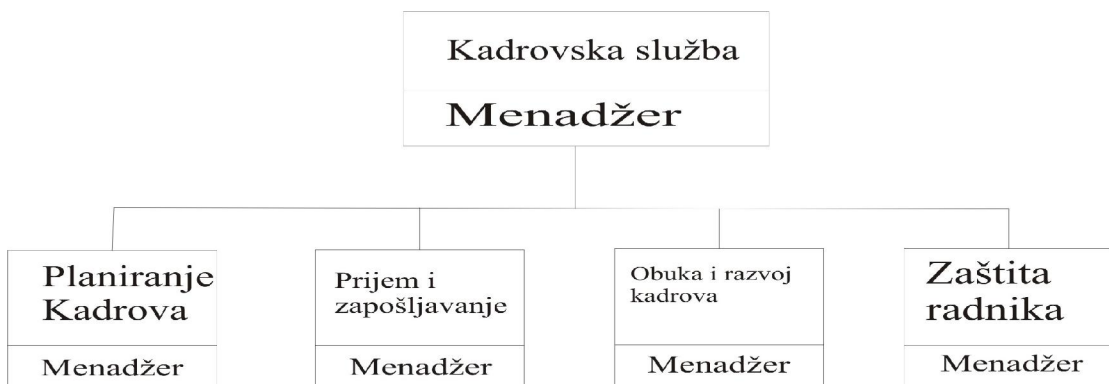 Kadrovska služba
Menadžer
Planiranje
Kadrova
Menadžer
Prijem i
zapošljavanje
Menadžer
Obuka i razvoj
kadrova
Menadžer
Zaštita
radnika
Menadžer